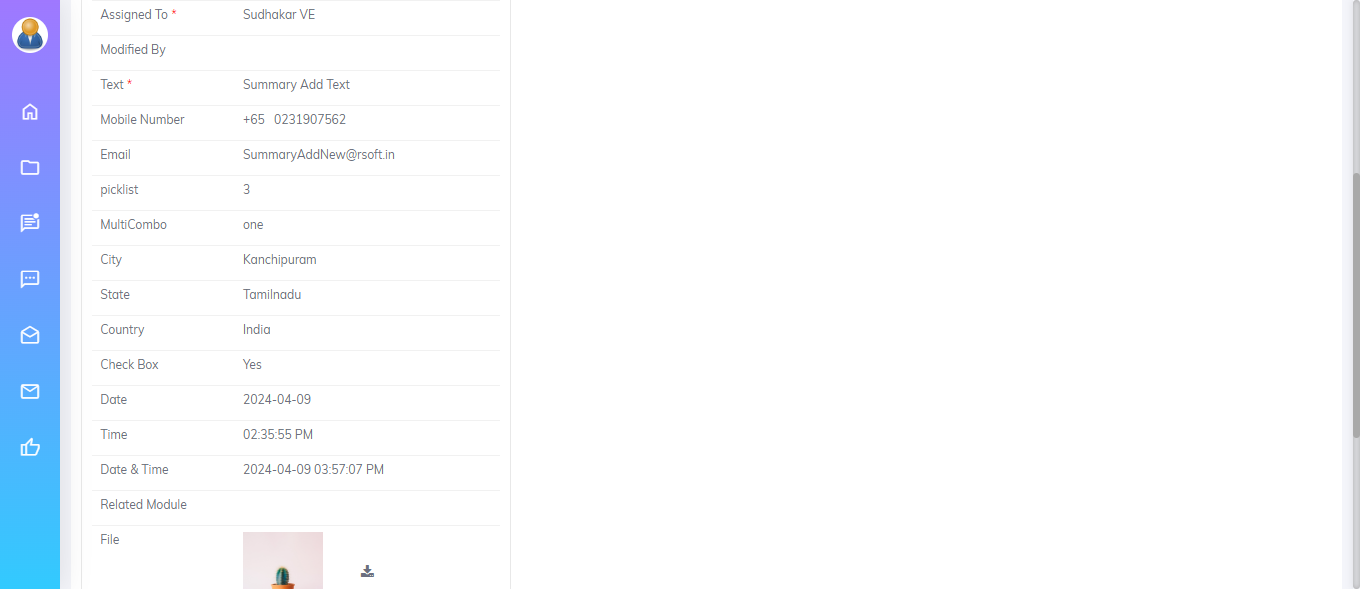 Assigned To * Sudhakar VE
Modified By
Text * Summary Add Text
Mobile Number +65 0231907562
Email SummaryAddNew@rsoft.in
picklist 3
MultiCombo one
City Kanchipuram
State Tamilnadu
Country India
Check Box Yes
Date 2024-04-09
Time 02:35:55 PM
Date & Time 2024-04-09 03:57:07 PM
Related Module
File